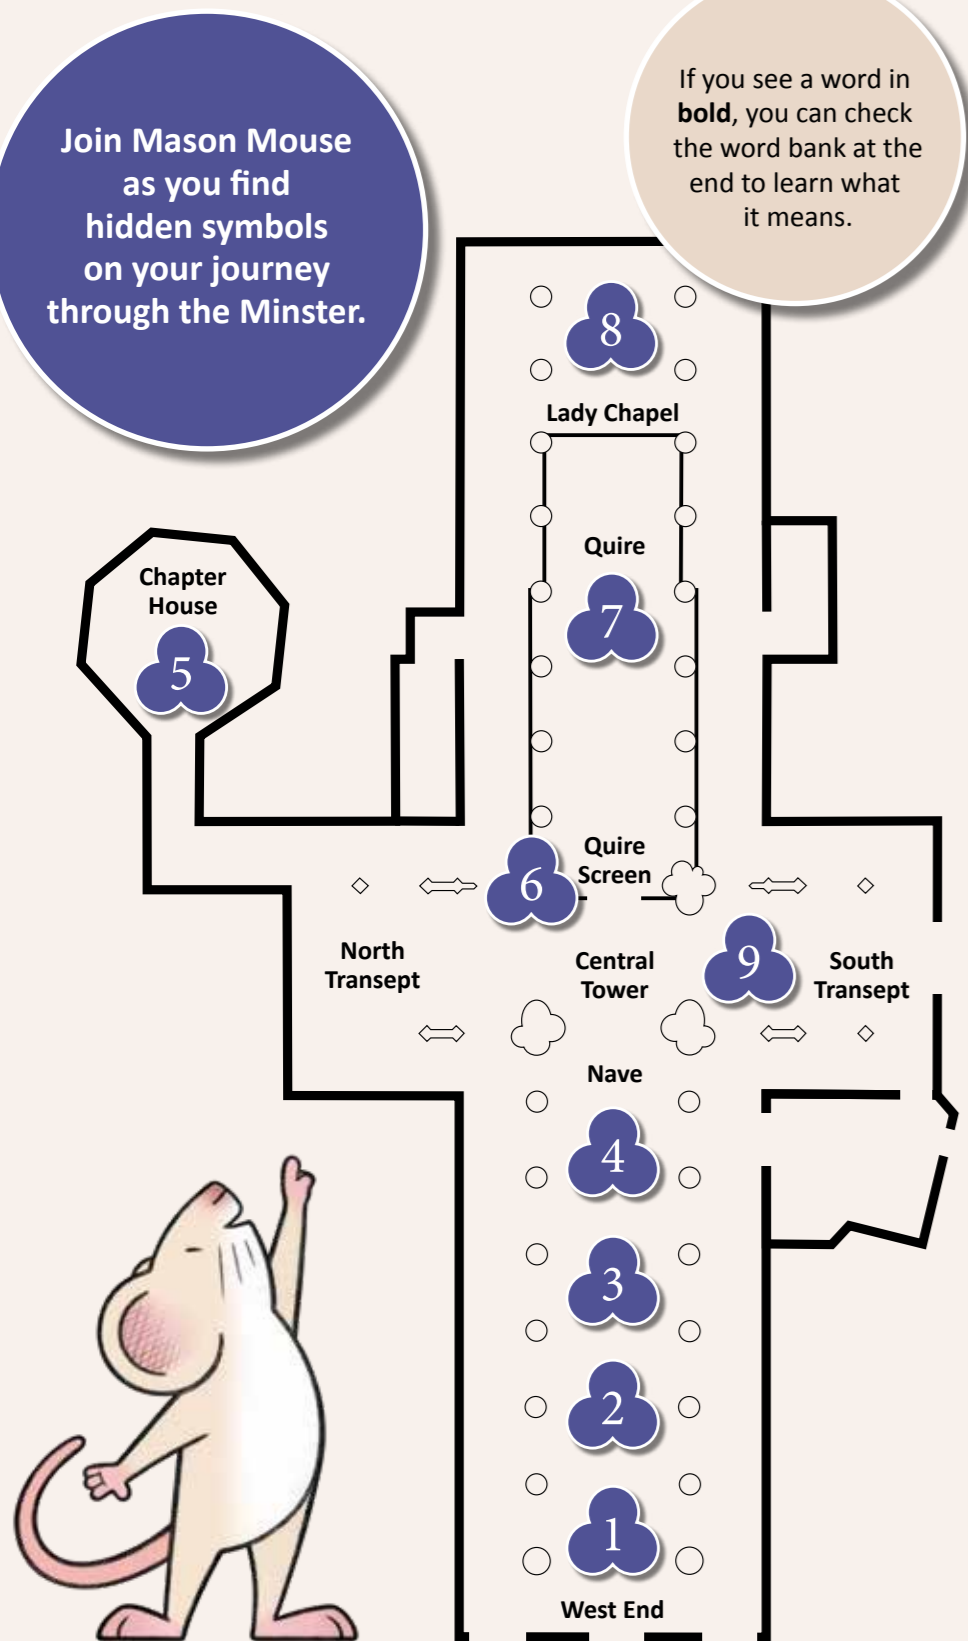 Join Mason Mouse
as you find
hidden symbols
on your journey
through the Minster.
If you see a word in
bold, you can check
the word bank at the
end to learn what
it means.
8
Lady Chapel
Quire
7
Chapter
House
5
Quire
Screen
6
North
Transept
Central
Tower
9
South
Transept
Nave
4
3
2
1
West End